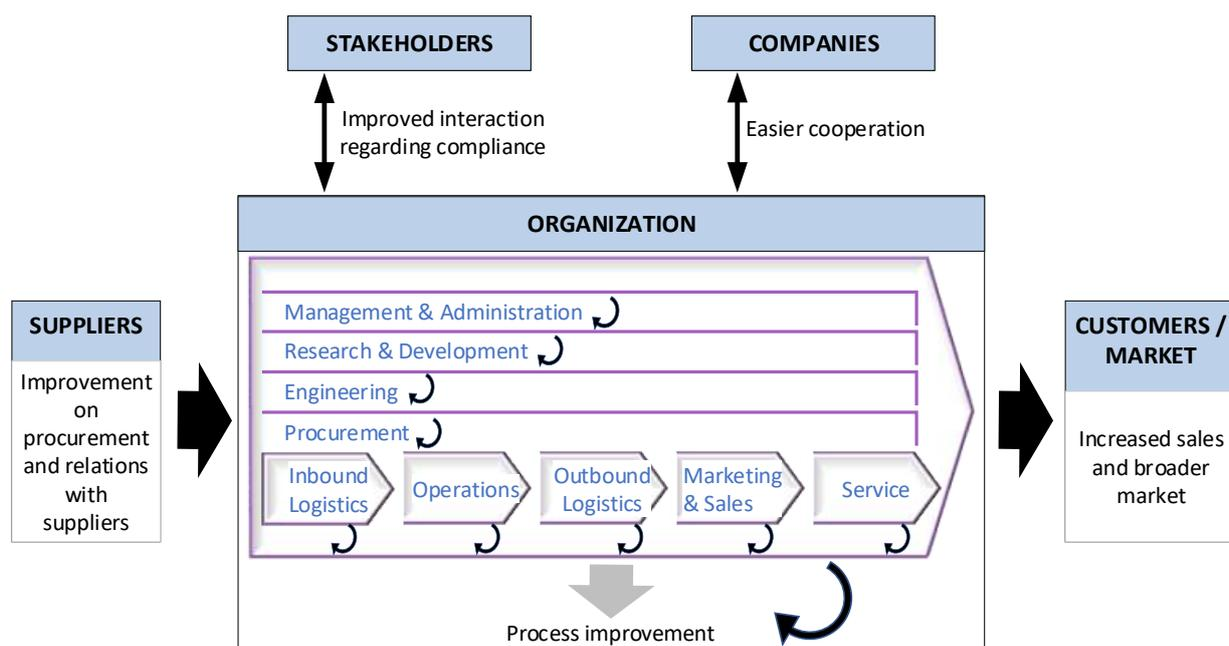 STAKEHOLDERS
COMPANIES
Improved interaction
regarding compliance
Easier cooperation
ORGANIZATION
SUPPLIERS
Improvement
on
procurement
and relations
with
suppliers
Management & Administration
Research & Development
Engineering
Procurement
Inbound
Logistics
Operations
Outbound
Logistics
Marketing
& Sales
Service
Process improvement
CUSTOMERS /
MARKET
Increased sales
and broader
market